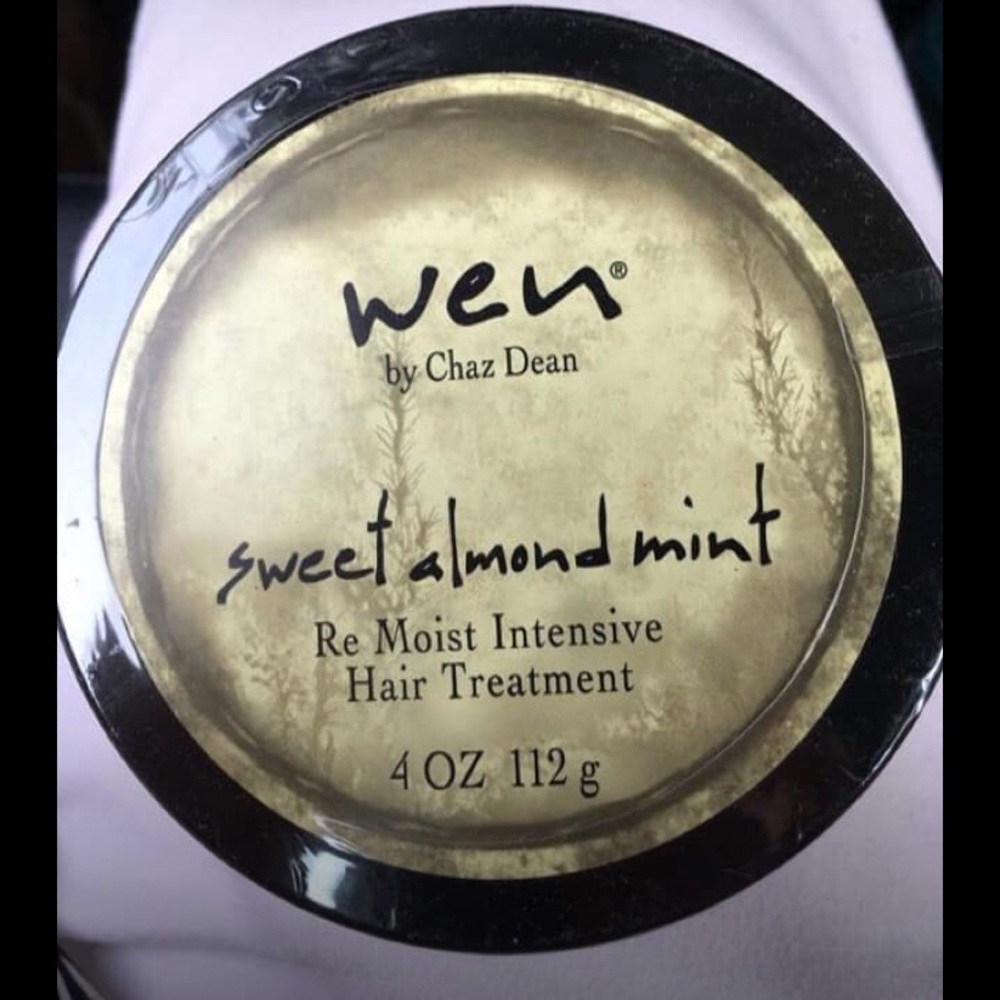 wen®
by Chaz Dean
sweet almond mint
Re Moist Intensive
Hair Treatment
4 OZ 112 g